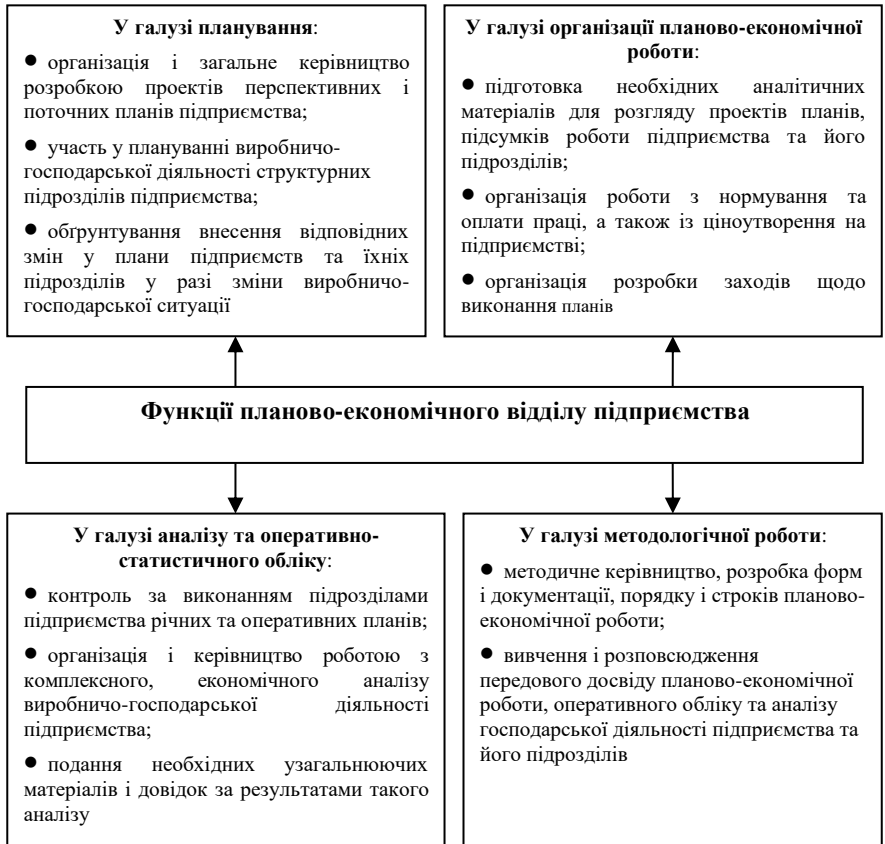 У галузі планування:
● організація і загальне керівництво
розробкою проектів перспективних і
поточних планів підприємства;
● участь у плануванні виробничо-
господарської діяльності структурних
підрозділів підприємства;
● обґрунтування внесення відповідних
змін у плани підприємств та їхніх
підрозділів у разі зміни виробничо-
господарської ситуації
У галузі організації планово-економічної
роботи:
● підготовка необхідних аналітичних
матеріалів для розгляду проектів планів,
підсумків роботи підприємства та його
підрозділів;
● організація роботи з нормування та
оплати праці, а також із ціноутворення на
підприємстві;
● організація розробки заходів щодо
виконання планів
Функції планово-економічного відділу підприємства
У галузі аналізу та оперативно-
статистичного обліку:
● контроль за виконанням підрозділами
підприємства річних та оперативних планів;
● організація і керівництво роботою з
комплексного, економічного аналізу
виробничо-господарської діяльності
підприємства;
● подання необхідних узагальнюючих
матеріалів і довідок за результатами такого
аналізу
У галузі методологічної роботи:
● методичне керівництво, розробка форм
і документації, порядку і строків планово-
економічної роботи;
● вивчення і розповсюдження
передового досвіду планово-економічної
роботи, оперативного обліку та аналізу
господарської діяльності підприємства та
його підрозділів